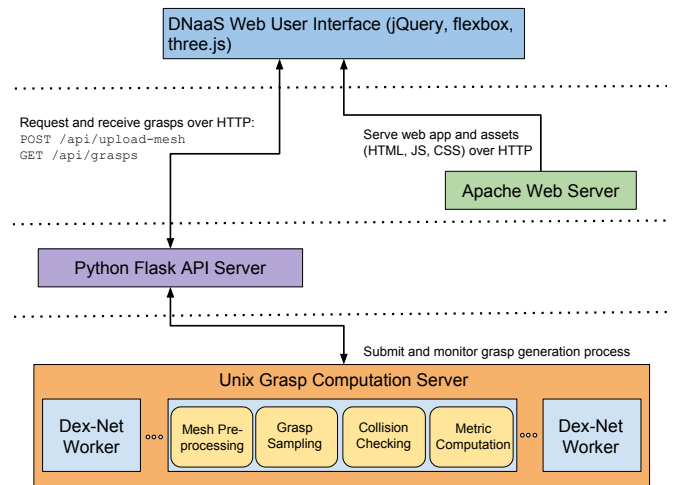 DNaaS Web User Interface (jQuery, flexbox,
three.js)
Request and receive grasps over HTTP:
POST /api/upload-mesh
GET /api/grasps
Serve web app and assets
(HTML, JS, CSS) over HTTP
Apache Web Server
Python Flask API Server
Submit and monitor grasp generation process
Unix Grasp Computation Server
Dex-Net
Worker
Mesh Pre-
processing
Grasp
Sampling
Collision
Checking
Metric
Computation
Dex-Net
Worker